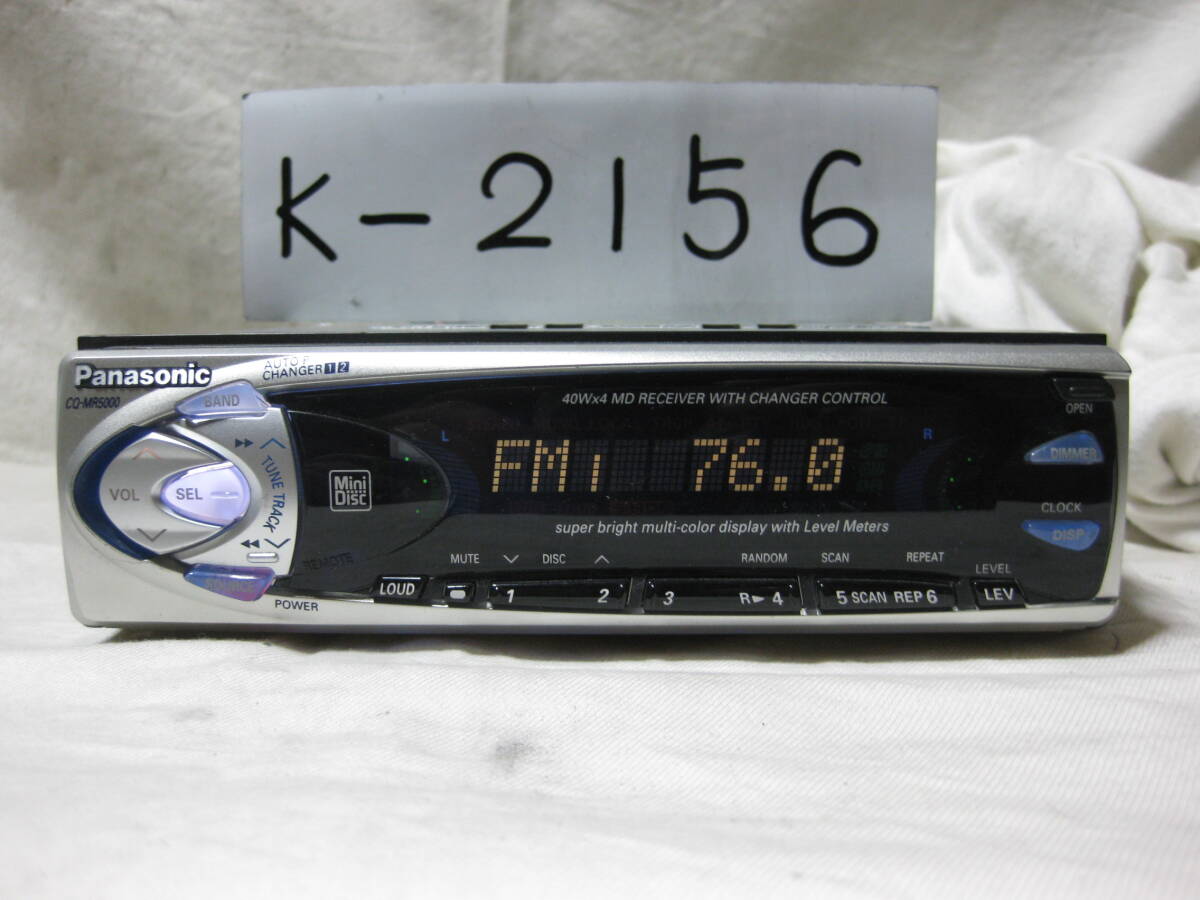 K-2156
Panasonic
CQ-MR5000
CHANGER 1 2
BAND
40Wx4 MD RECEIVER WITH CHANGER CONTROL
OPEN
L
R
FM1 76.0
DIMMER
VOL
SEL
TUNE TRACK
Mini
Disc
super bright multi-color display with Level Meters
CLOCK
DISP
REMOTE
MUTE
DISC
RANDOM
SCAN
REPEAT
LEVEL
SOURCE
POWER
LOUD
1
2
3
R► 4
5 SCAN
REP 6
LEV